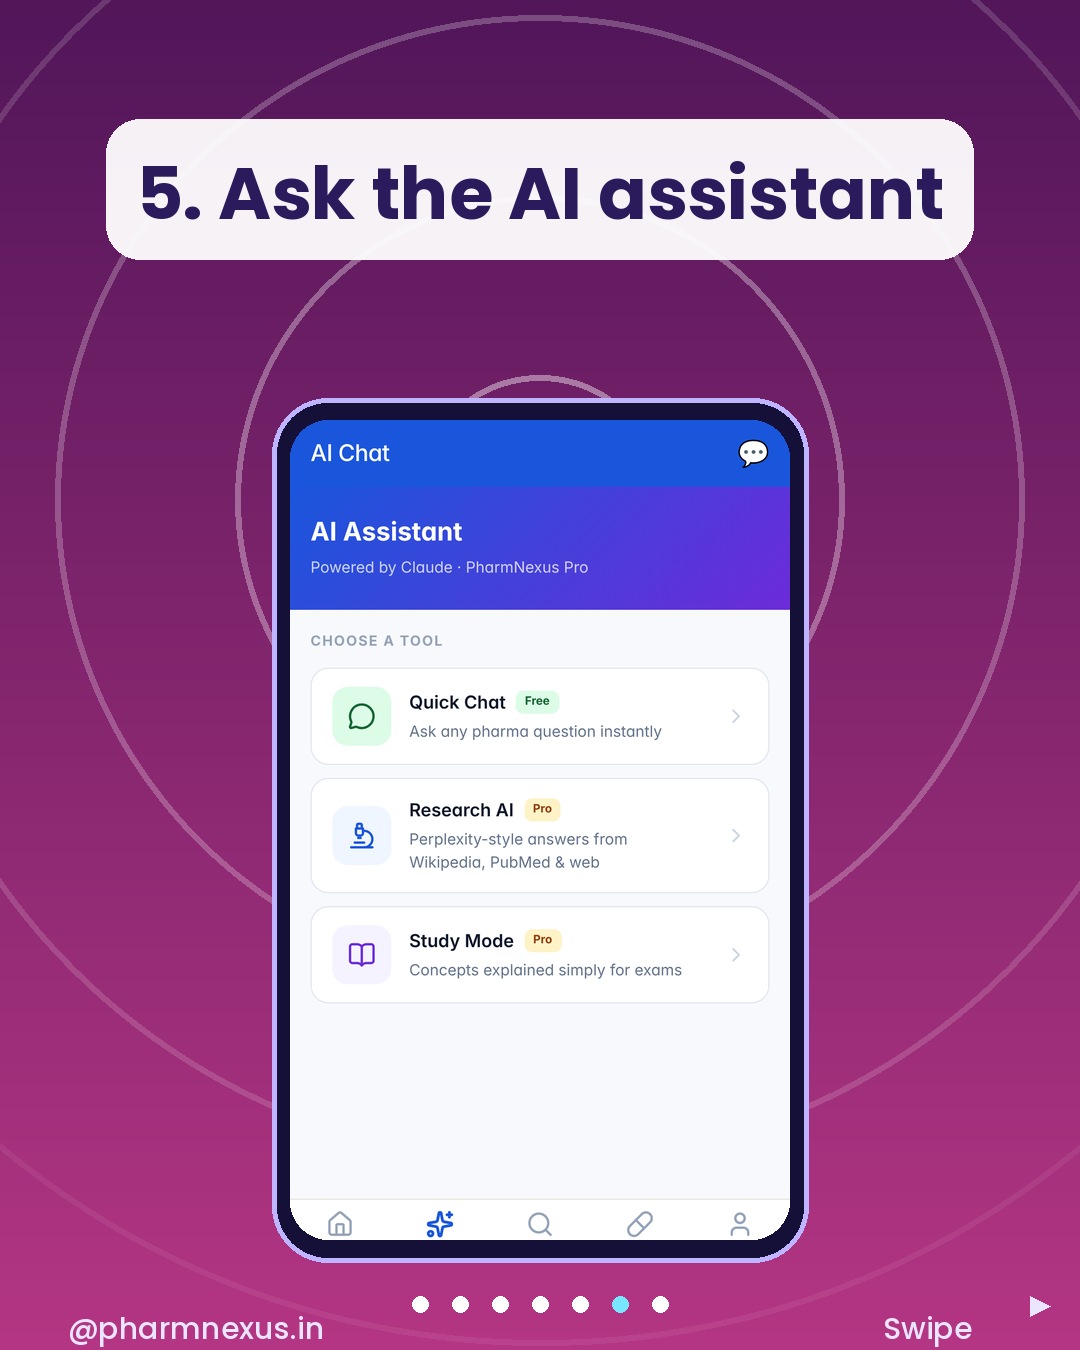 5. Ask the AI assistant
AI Chat
AI Assistant
Powered by Claude · PharmNexus Pro
CHOOSE A TOOL
Quick Chat Free
Ask any pharma question instantly
Research AI Pro
Perplexity-style answers from
Wikipedia, PubMed & web
Study Mode Pro
Concepts explained simply for exams
@pharmnexus.in
Swipe